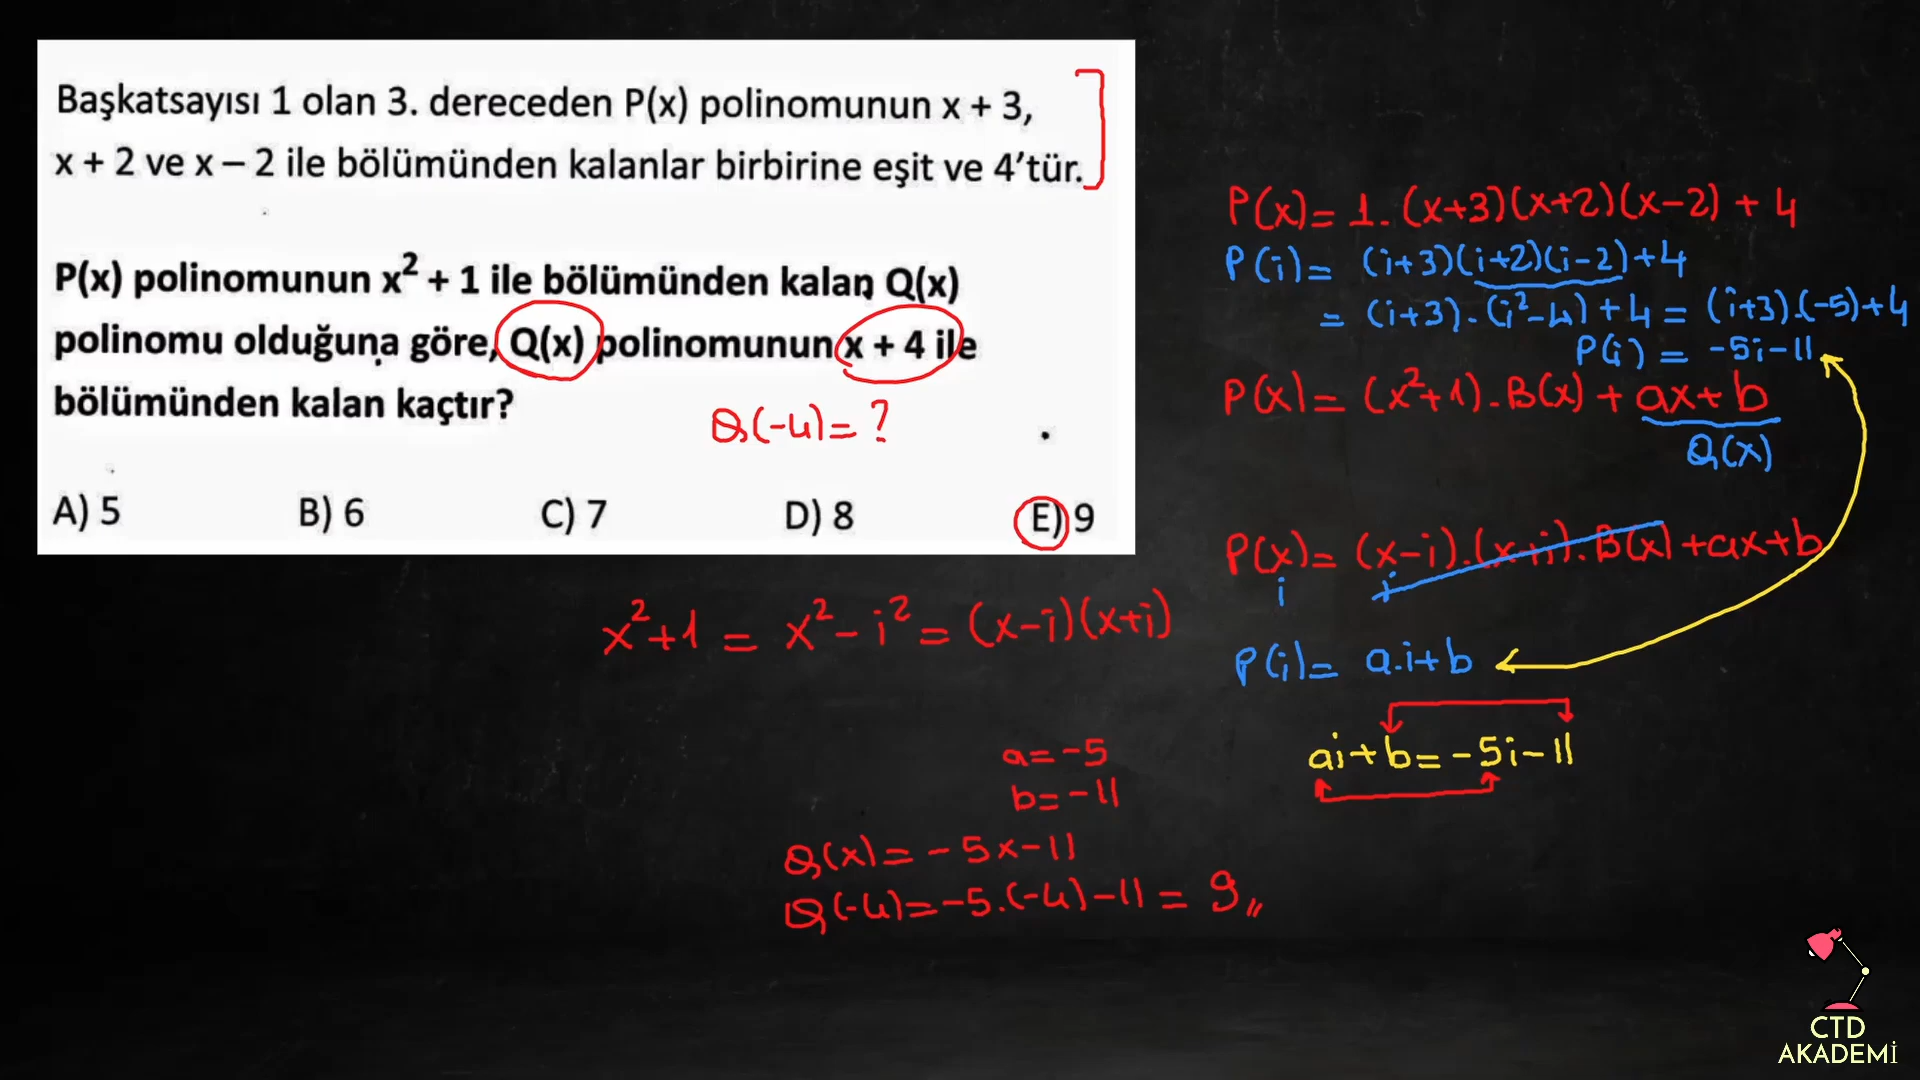 Başkatsayısı 1 olan 3. dereceden P(x) polinomunun x + 3,
x + 2 ve x – 2 ile bölümünden kalanlar birbirine eşit ve 4'tür.
P(x) polinomunun x² + 1 ile bölümünden kalan Q(x)
polinomu olduğuna göre, Q(x) polinomunun x + 4 ile
bölümünden kalan kaçtır?
Q(-4)= ?
A) 5 B) 6 C) 7 D) 8 E) 9
P(x)= 1.(x+3)(x+2)(x-2) + 4
P(i)= (i+3)(i+2)(i-2)+4
= (i+3).(i²-4)+4 = (i+3).(-5)+4
P(i) = -5i-11
P(x)= (x²+1).B(x) + ax+b
Q(x)
P(x)= (x-i).(x+i).B(x)+ax+b
i i
x²+1 = x²-i² = (x-i)(x+i)
P(i)= a.i+b
ai+b=-5i-11
a=-5
b=-11
Q(x)= -5x-11
Q(-4)=-5.(-4)-11 = 9,,
CTD
AKADEMİ